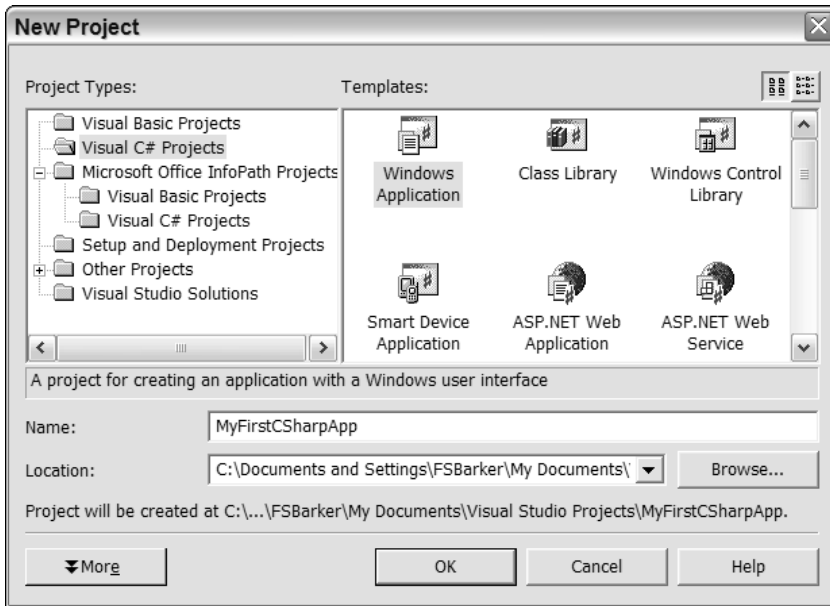 New Project
Project Types:
Templates:
Visual Basic Projects
Visual C# Projects
Microsoft Office InfoPath Projects
Visual Basic Projects
Visual C# Projects
Setup and Deployment Projects
Other Projects
Visual Studio Solutions
Windows
Application
Class Library
Windows Control
Library
Smart Device
Application
ASP.NET Web
Application
ASP.NET Web
Service
A project for creating an application with a Windows user interface
Name:
MyFirstCSharpApp
Location:
C:\Documents and Settings\FSBarker\My Documents\
Browse...
Project will be created at C:\...\FSBarker\My Documents\Visual Studio Projects\MyFirstCSharpApp.
More
OK
Cancel
Help